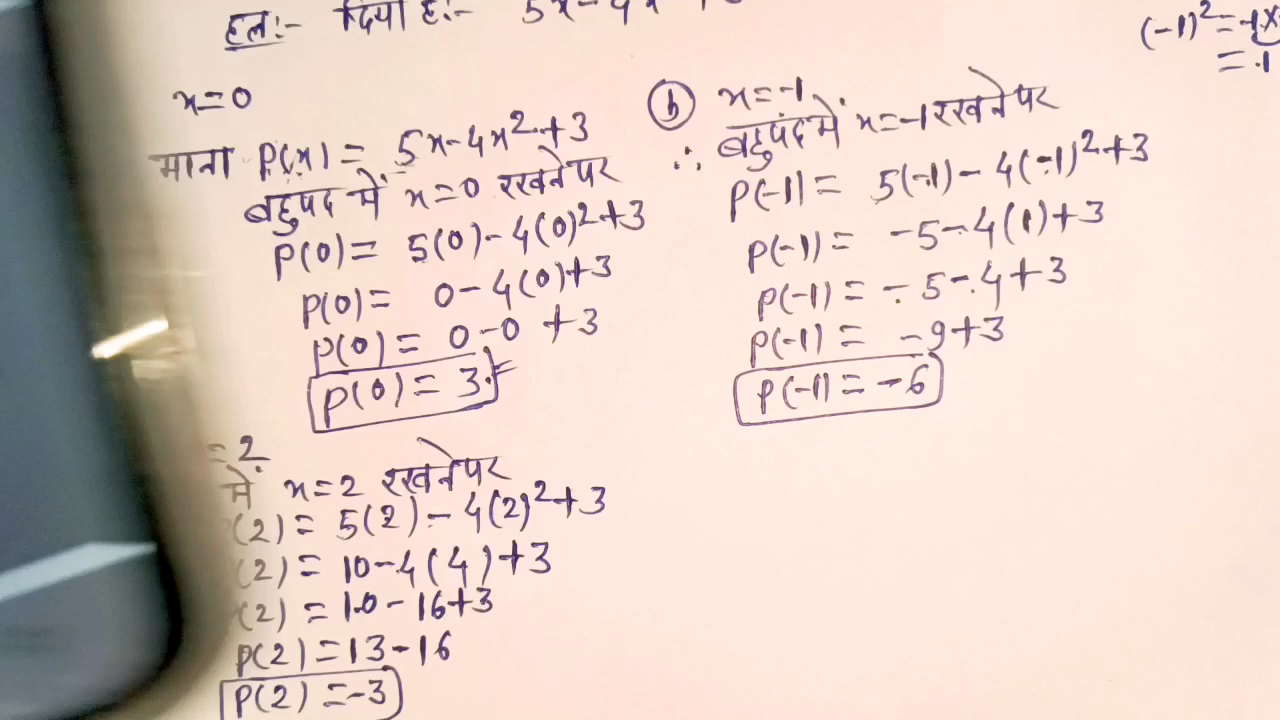 हल:- दिया है:- 5x-4x²+3
(-1)² = -1x
= 1
x=0
माना P(x) = 5x-4x²+3
बहुपद में x=0 रखने पर
P(0) = 5(0)-4(0)²+3
P(0) = 0-4(0)+3
P(0) = 0-0 +3
P(0) = 3
(b) x=-1
∴ बहुपद में x=-1 रखने पर
P(-1) = 5(-1)-4(-1)²+3
P(-1) = -5-4(1)+3
P(-1) = -5-4+3
P(-1) = -9+3
P(-1) = -6
=2
में x=2 रखने पर
(2) = 5(2)-4(2)²+3
(2) = 10-4(4)+3
(2) = 10-16+3
P(2) = 13-16
P(2) = -3